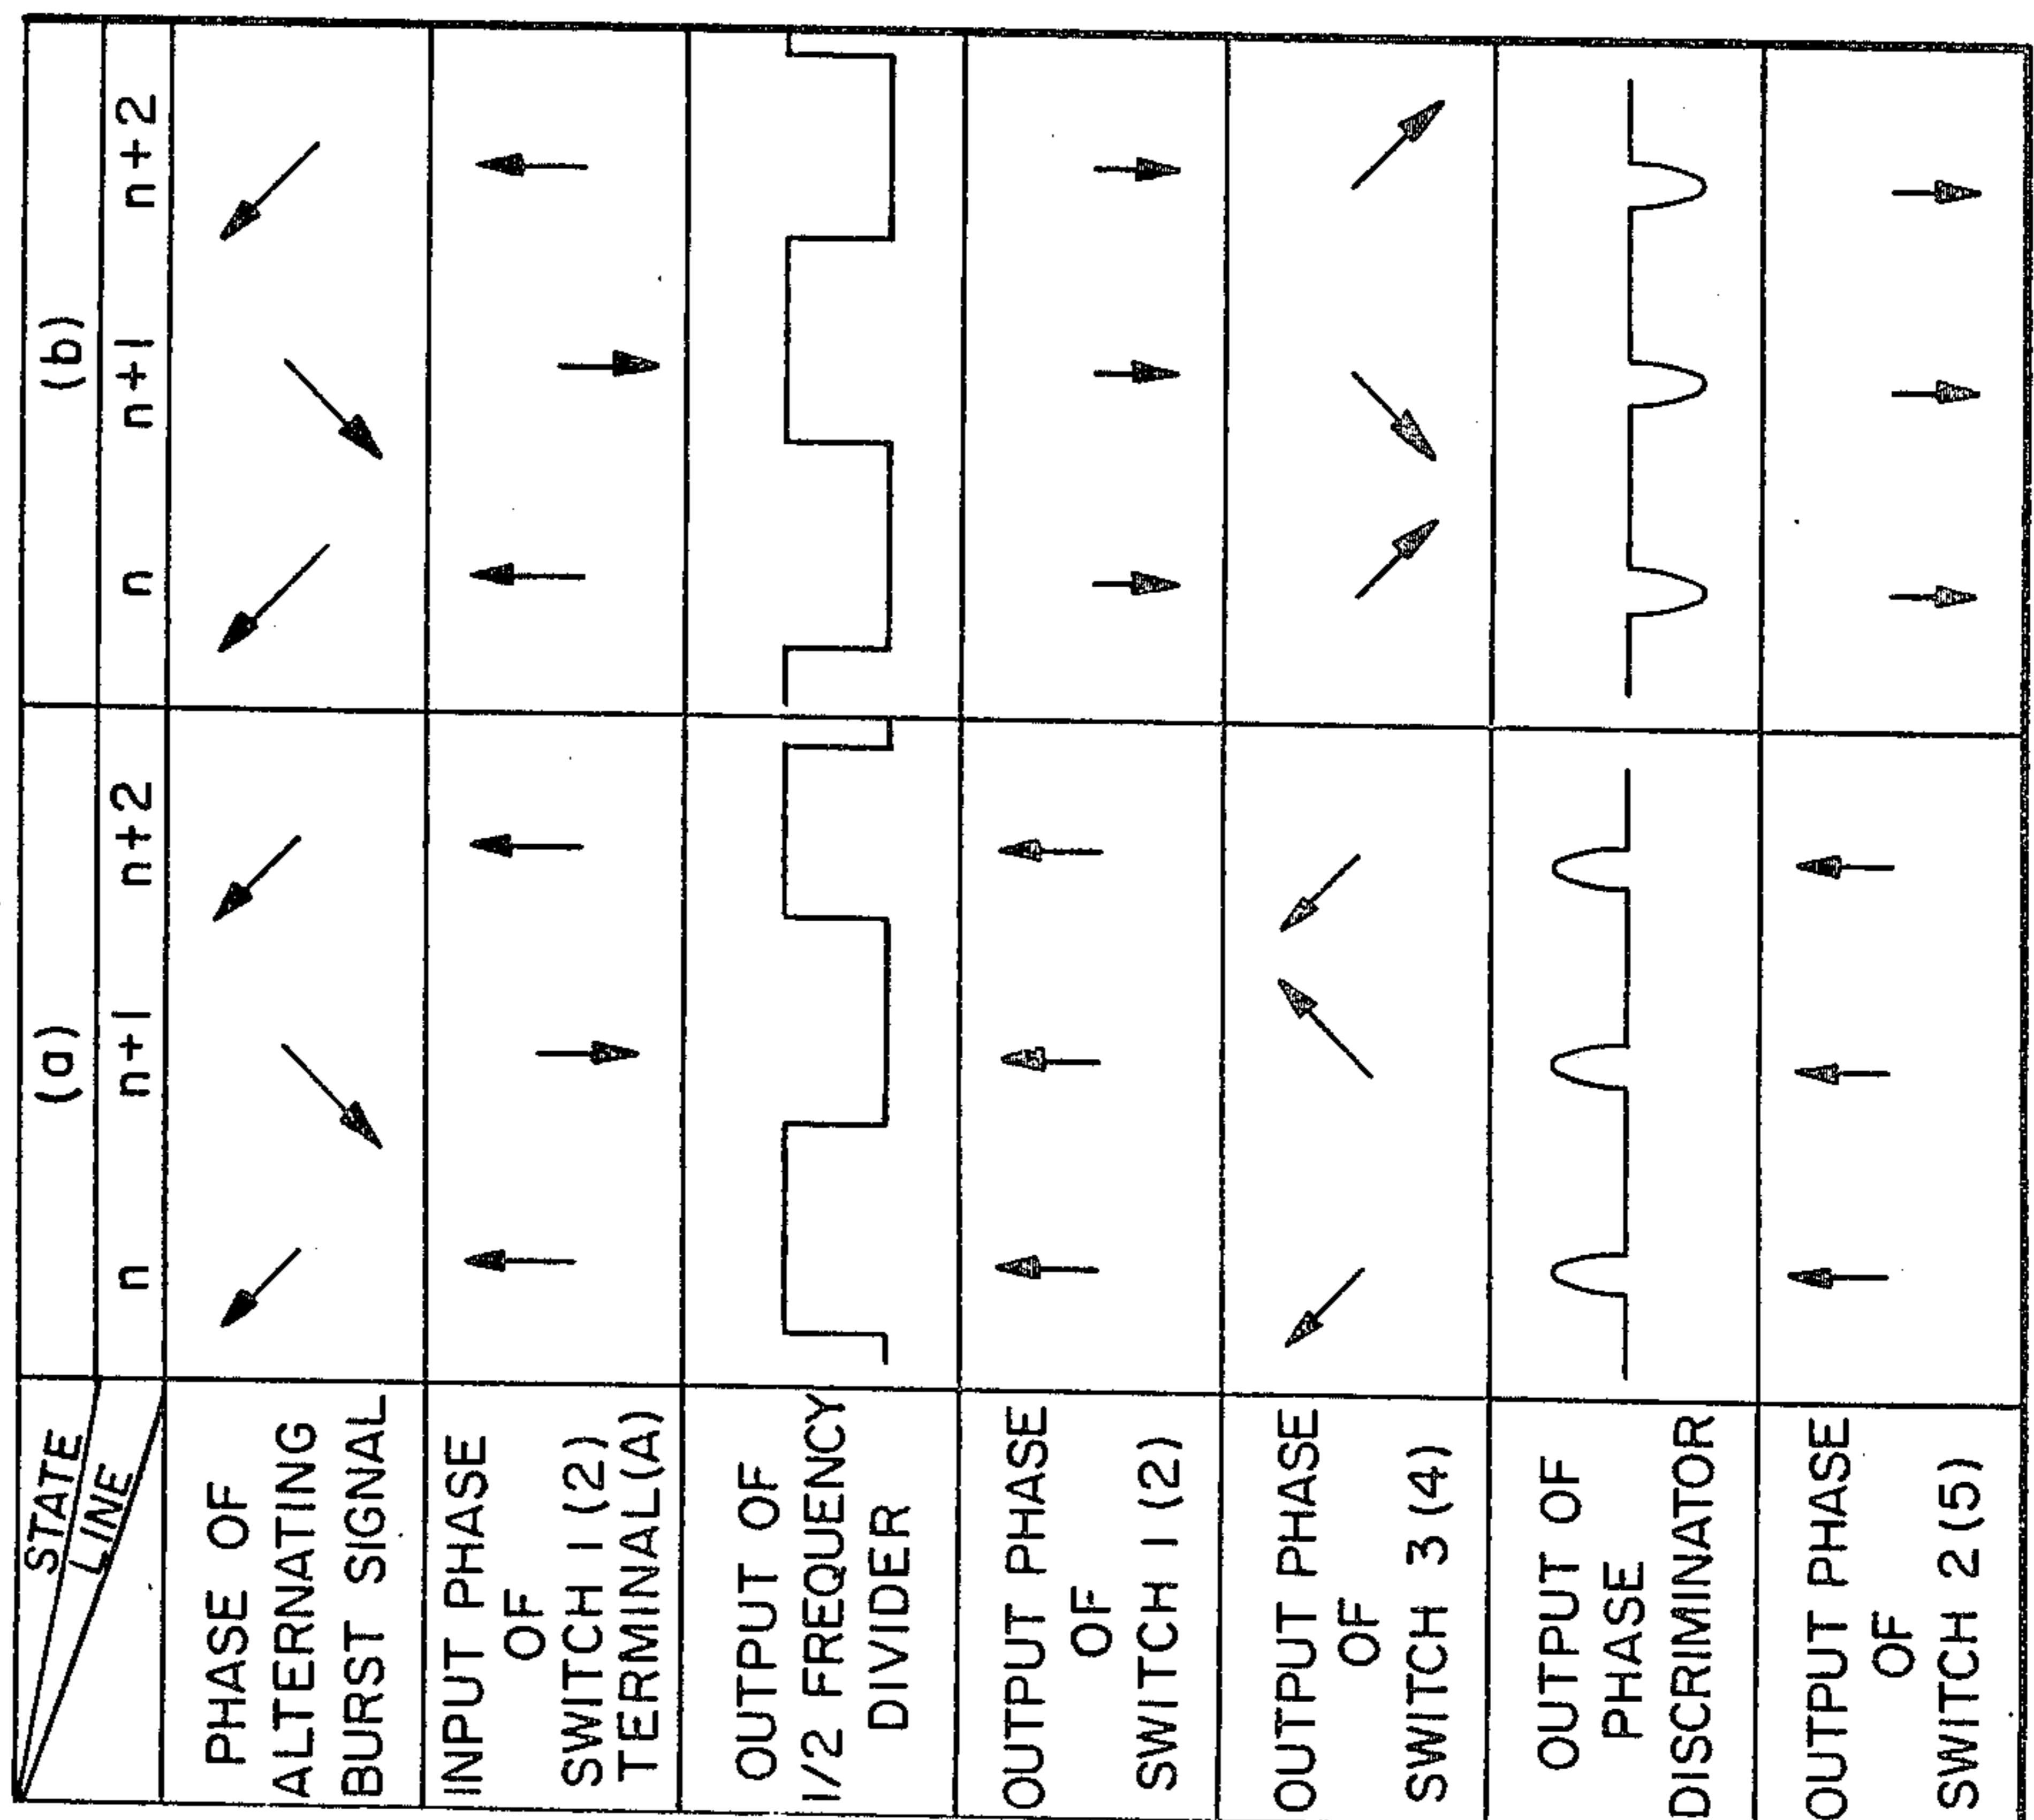 STATE
LINE
(a)
(b)
n
n+1
n+2
n
n+1
n+2
PHASE OF
ALTERNATING
BURST SIGNAL
INPUT PHASE
OF
SWITCH 1 (2)
TERMINAL(A)
OUTPUT OF
1/2 FREQUENCY
DIVIDER
OUTPUT PHASE
OF
SWITCH 1 (2)
OUTPUT PHASE
OF
SWITCH 3 (4)
OUTPUT OF
PHASE
DISCRIMINATOR
OUTPUT PHASE
OF
SWITCH 2 (5)